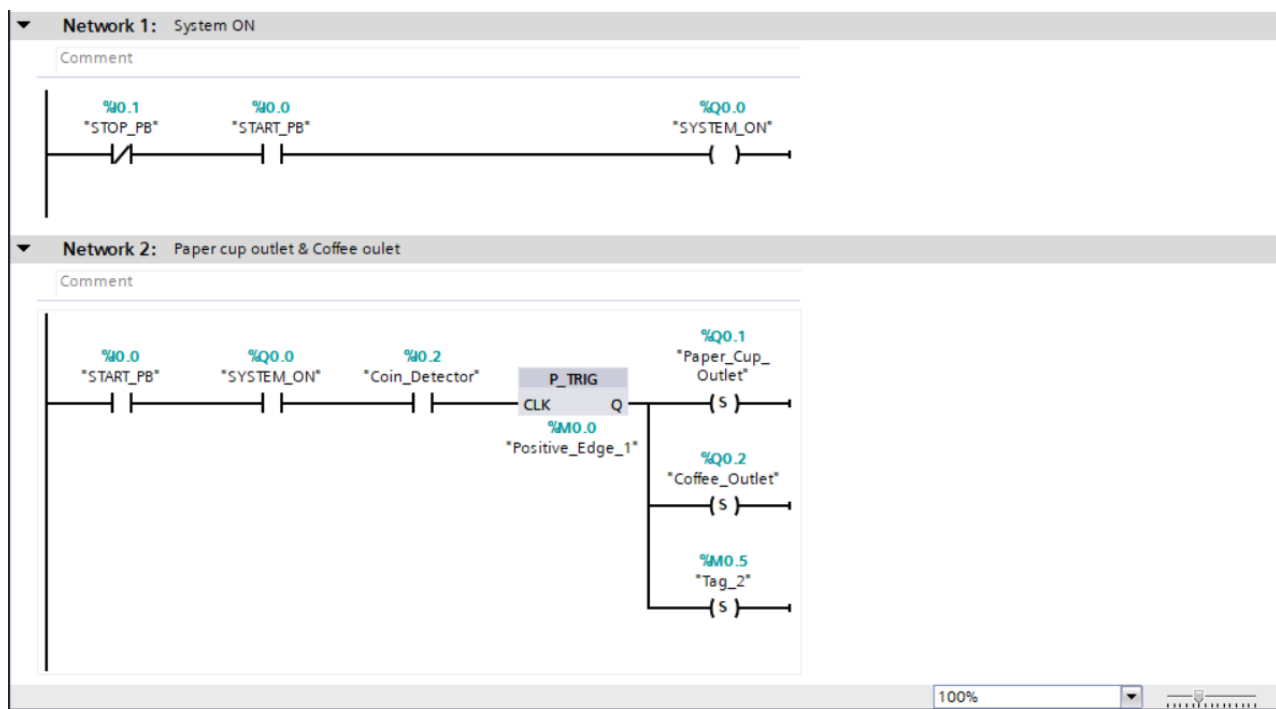 Network 1: System ON
Comment
%I0.1 %I0.0 %Q0.0
"STOP_PB" "START_PB" "SYSTEM_ON"
Network 2: Paper cup outlet & Coffee oulet
Comment
%Q0.1
%I0.0 %Q0.0 %I0.2 "Paper_Cup_
"START_PB" "SYSTEM_ON" "Coin_Detector" P_TRIG Outlet"
CLK Q S
%M0.0
"Positive_Edge_1"
%Q0.2
"Coffee_Outlet"
S
%M0.5
"Tag_2"
S
100%